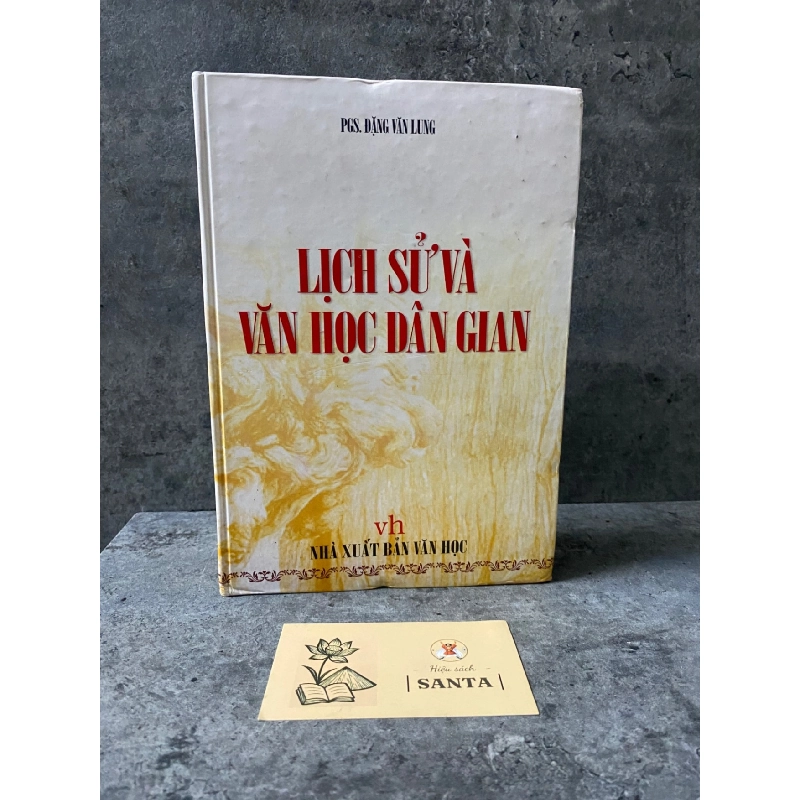 PGS. ĐẶNG VĂN LUNG
LỊCH SỬ VÀ
VĂN HỌC DÂN GIAN
vh
NHÀ XUẤT BẢN VĂN HỌC
Hiệu sách
SANTA